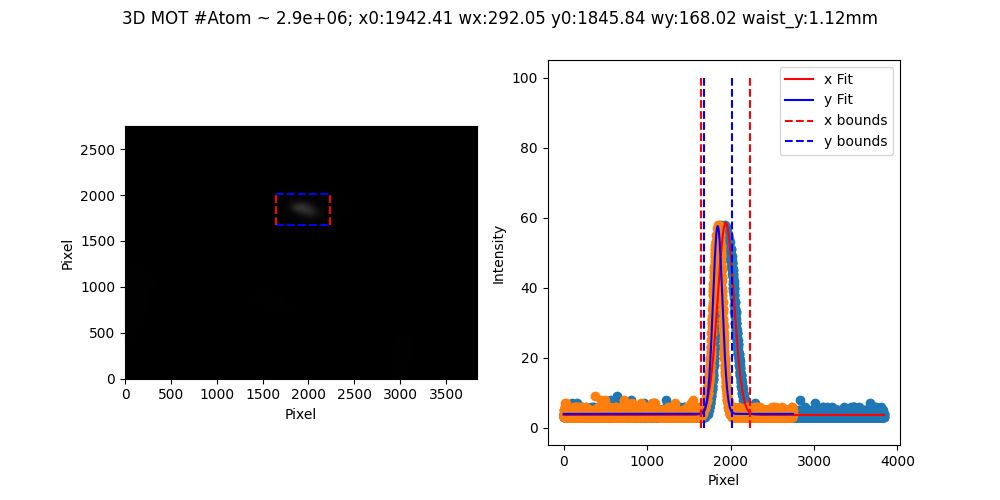 3D MOT #Atom ~ 2.9e+06; x0:1942.41 wx:292.05 y0:1845.84 wy:168.02 waist_y:1.12mm
2500
2000
1500
1000
500
0
Pixel
0 500 1000 1500 2000 2500 3000 3500
Pixel
100
80
60
40
20
0
Intensity
0 1000 2000 3000 4000
Pixel
x Fit
y Fit
x bounds
y bounds